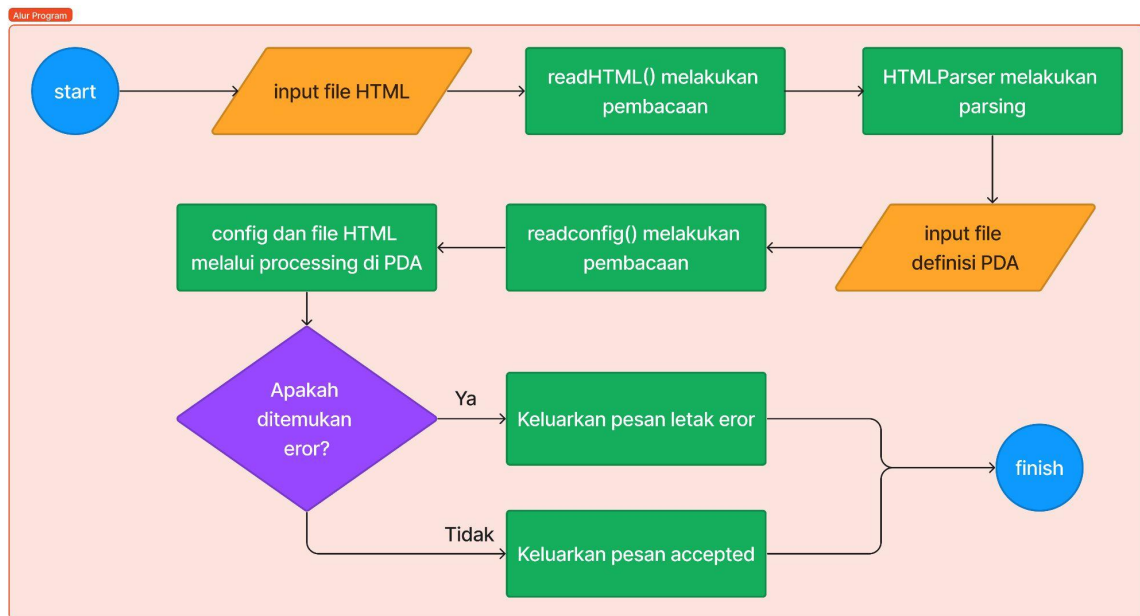 Alur Program
start
input file HTML
readHTML() melakukan
pembacaan
HTMLParser melakukan
parsing
input file
definisi PDA
readconfig() melakukan
pembacaan
config dan file HTML
melalui processing di PDA
Apakah
ditemukan
eror?
Ya
Keluarkan pesan letak eror
Tidak
Keluarkan pesan accepted
finish